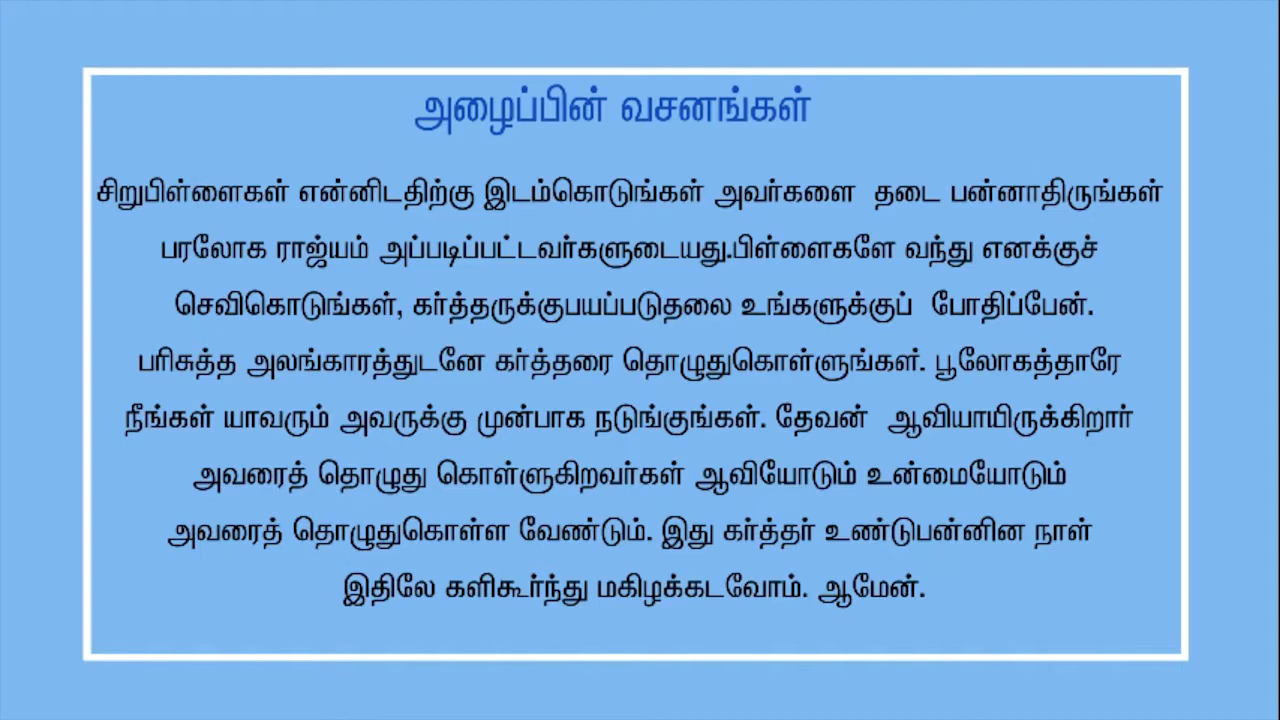 அழைப்பின் வசனங்கள்
சிறுபிள்ளைகள் என்னிடதிற்கு இடம்கொடுங்கள் அவர்களை தடை பன்னாதிருங்கள்
பரலோக ராஜ்யம் அப்படிப்பட்டவர்களுடையது.பிள்ளைகளே வந்து எனக்குச்
செவிகொடுங்கள், கர்த்தருக்குபயப்படுதலை உங்களுக்குப் போதிப்பேன்.
பரிசுத்த அலங்காரத்துடனே கர்த்தரை தொழுதுகொள்ளுங்கள். பூலோகத்தாரே
நீங்கள் யாவரும் அவருக்கு முன்பாக நடுங்குங்கள். தேவன் ஆவியாயிருக்கிறார்
அவரைத் தொழுது கொள்ளுகிறவர்கள் ஆவியோடும் உன்மையோடும்
அவரைத் தொழுதுகொள்ள வேண்டும். இது கர்த்தர் உண்டுபன்னின நாள்
இதிலே களிகூர்ந்து மகிழக்கடவோம். ஆமேன்.